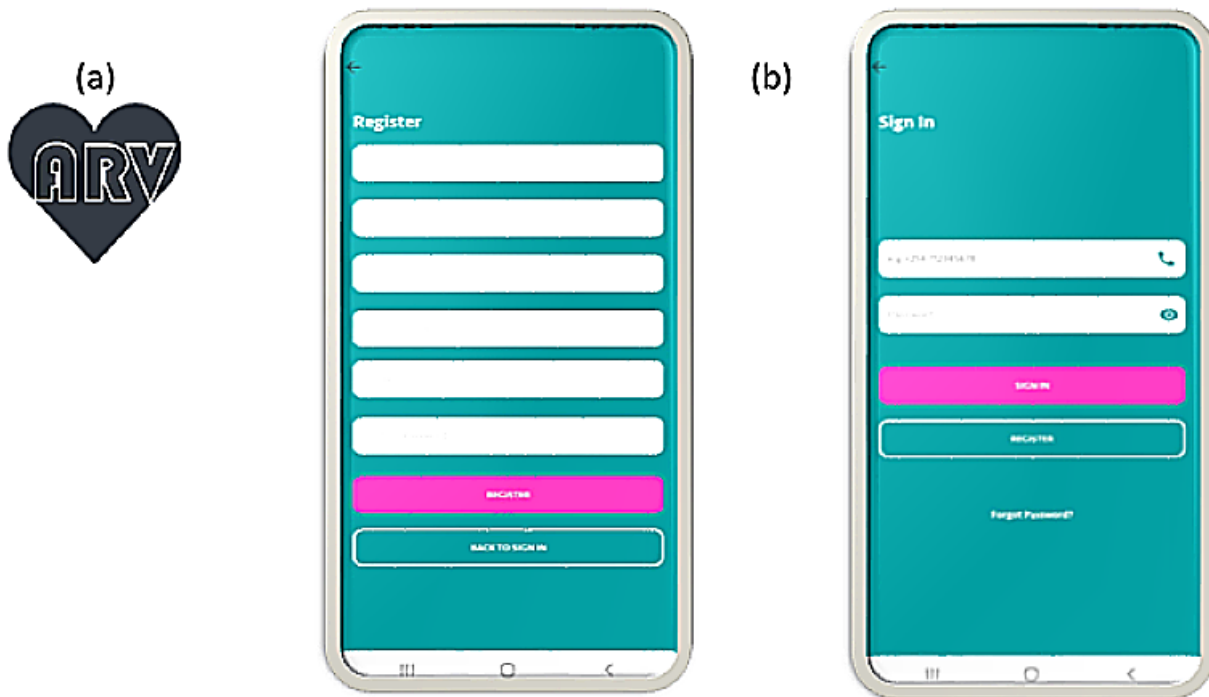 (a)
ARV
Register
REGISTER
BACK TO SIGN IN
(b)
Sign In
SIGN IN
REGISTER
Forgot Password?